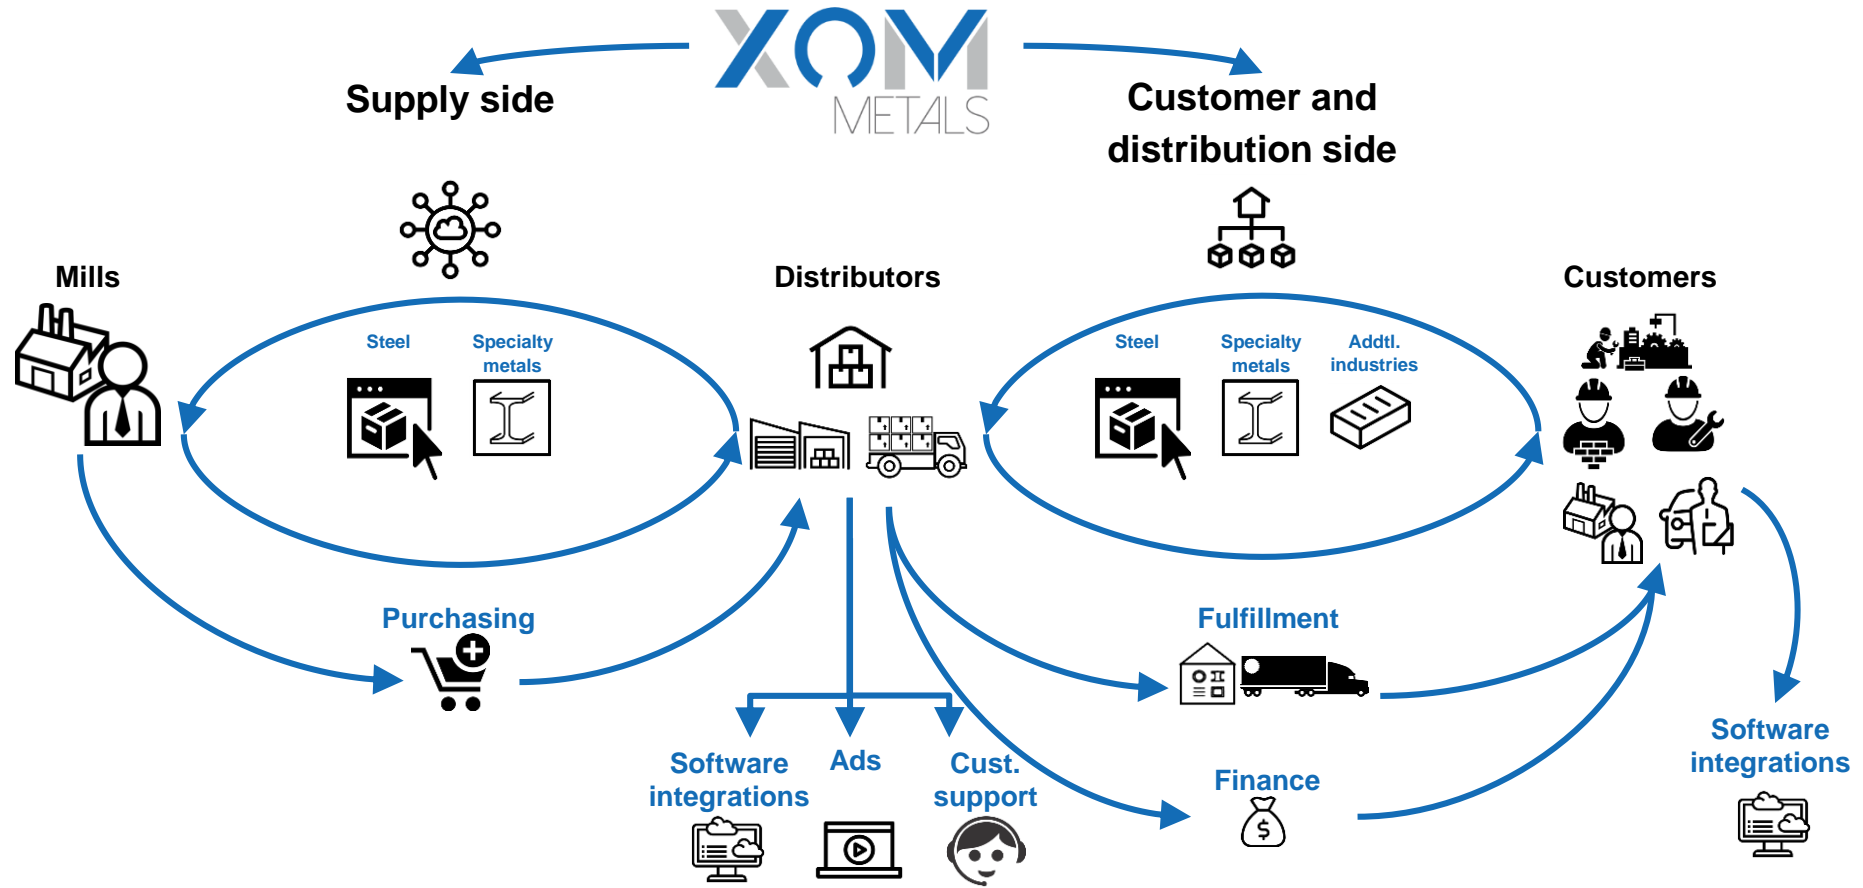 XOM
METALS
Supply side
Customer and
distribution side
Mills
Distributors
Customers
Steel
Specialty
metals
Steel
Specialty
metals
Addtl.
industries
Purchasing
Fulfillment
Software
integrations
Ads
Cust.
support
Finance
$
Software
integrations